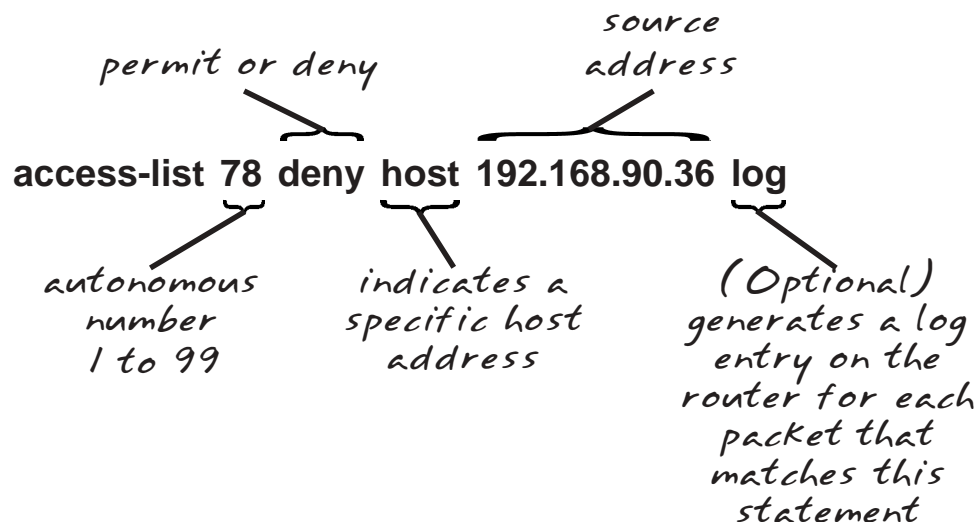 source
address
permit or deny
access-list 78 deny host 192.168.90.36 log
autonomous
number
1 to 99
indicates a
specific host
address
(Optional)
generates a log
entry on the
router for each
packet that
matches this
statement